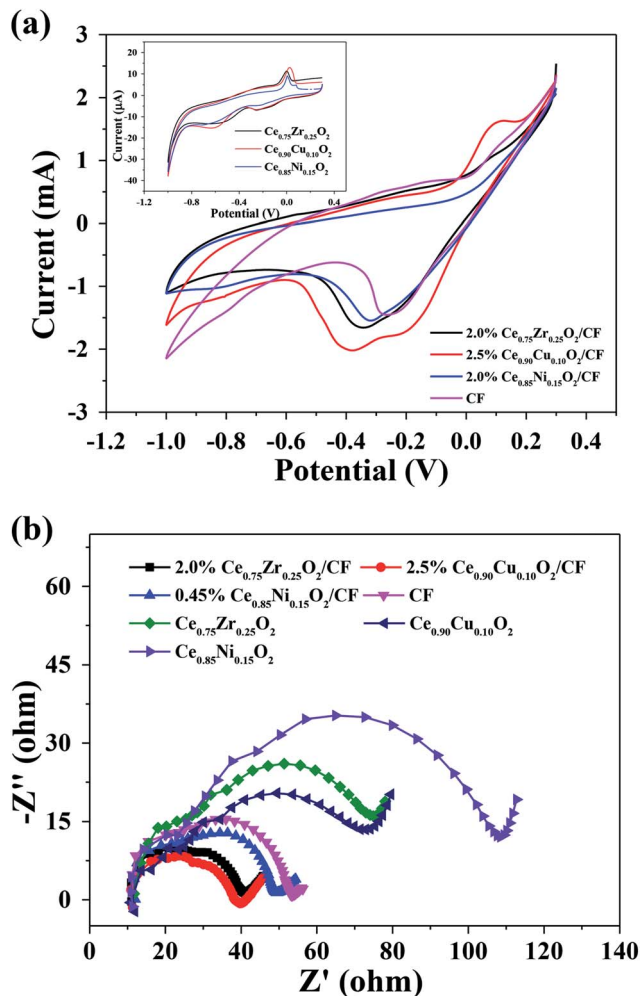 (a)
Current (mA)
3
2
1
0
-1
-2
-3
-1.2 -1.0 -0.8 -0.6 -0.4 -0.2 0.0 0.2 0.4
Potential (V)
Current (μA)
30
20
10
0
-10
-20
-30
-40
-1.2 -0.8 -0.4 0.0 0.4
Potential (V)
Ce0.75Zr0.25O2
Ce0.90Cu0.10O2
Ce0.85Ni0.15O2
2.0% Ce0.75Zr0.25O2/CF
2.5% Ce0.90Cu0.10O2/CF
2.0% Ce0.85Ni0.15O2/CF
CF
(b)
-Z'' (ohm)
60
45
30
15
0
0 20 40 60 80 100 120 140
Z' (ohm)
2.0% Ce0.75Zr0.25O2/CF 2.5% Ce0.90Cu0.10O2/CF
0.45% Ce0.85Ni0.15O2/CF CF
Ce0.75Zr0.25O2 Ce0.90Cu0.10O2
Ce0.85Ni0.15O2